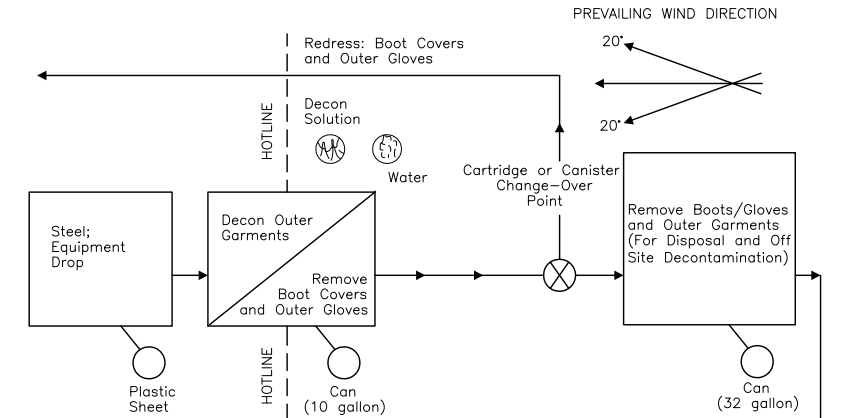 PREVAILING WIND DIRECTION
20°
20°
Redress: Boot Covers
and Outer Gloves
HOTLINE
Decon
Solution
Water
Cartridge or Canister
Change-Over
Point
Steel;
Equipment
Drop
Decon Outer
Garments
Remove
Boot Covers
and Outer Gloves
Remove Boots/Gloves
and Outer Garments
(For Disposal and Off
Site Decontamination)
Plastic
Sheet
HOTLINE
Can
(10 gallon)
Can
(32 gallon)